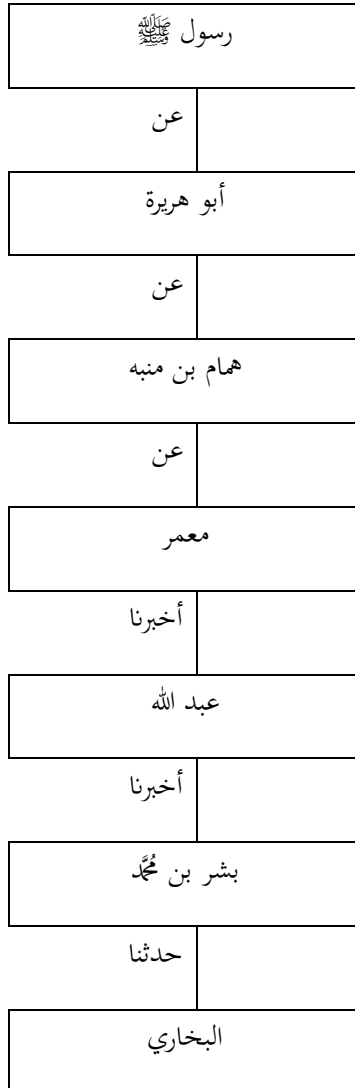 رسول ﷺ
عن
أبو هريرة
عن
همام بن منبه
عن
معمر
أخبرنا
عبد الله
أخبرنا
بشر بن مُحَمَّد
حدثنا
البخاري